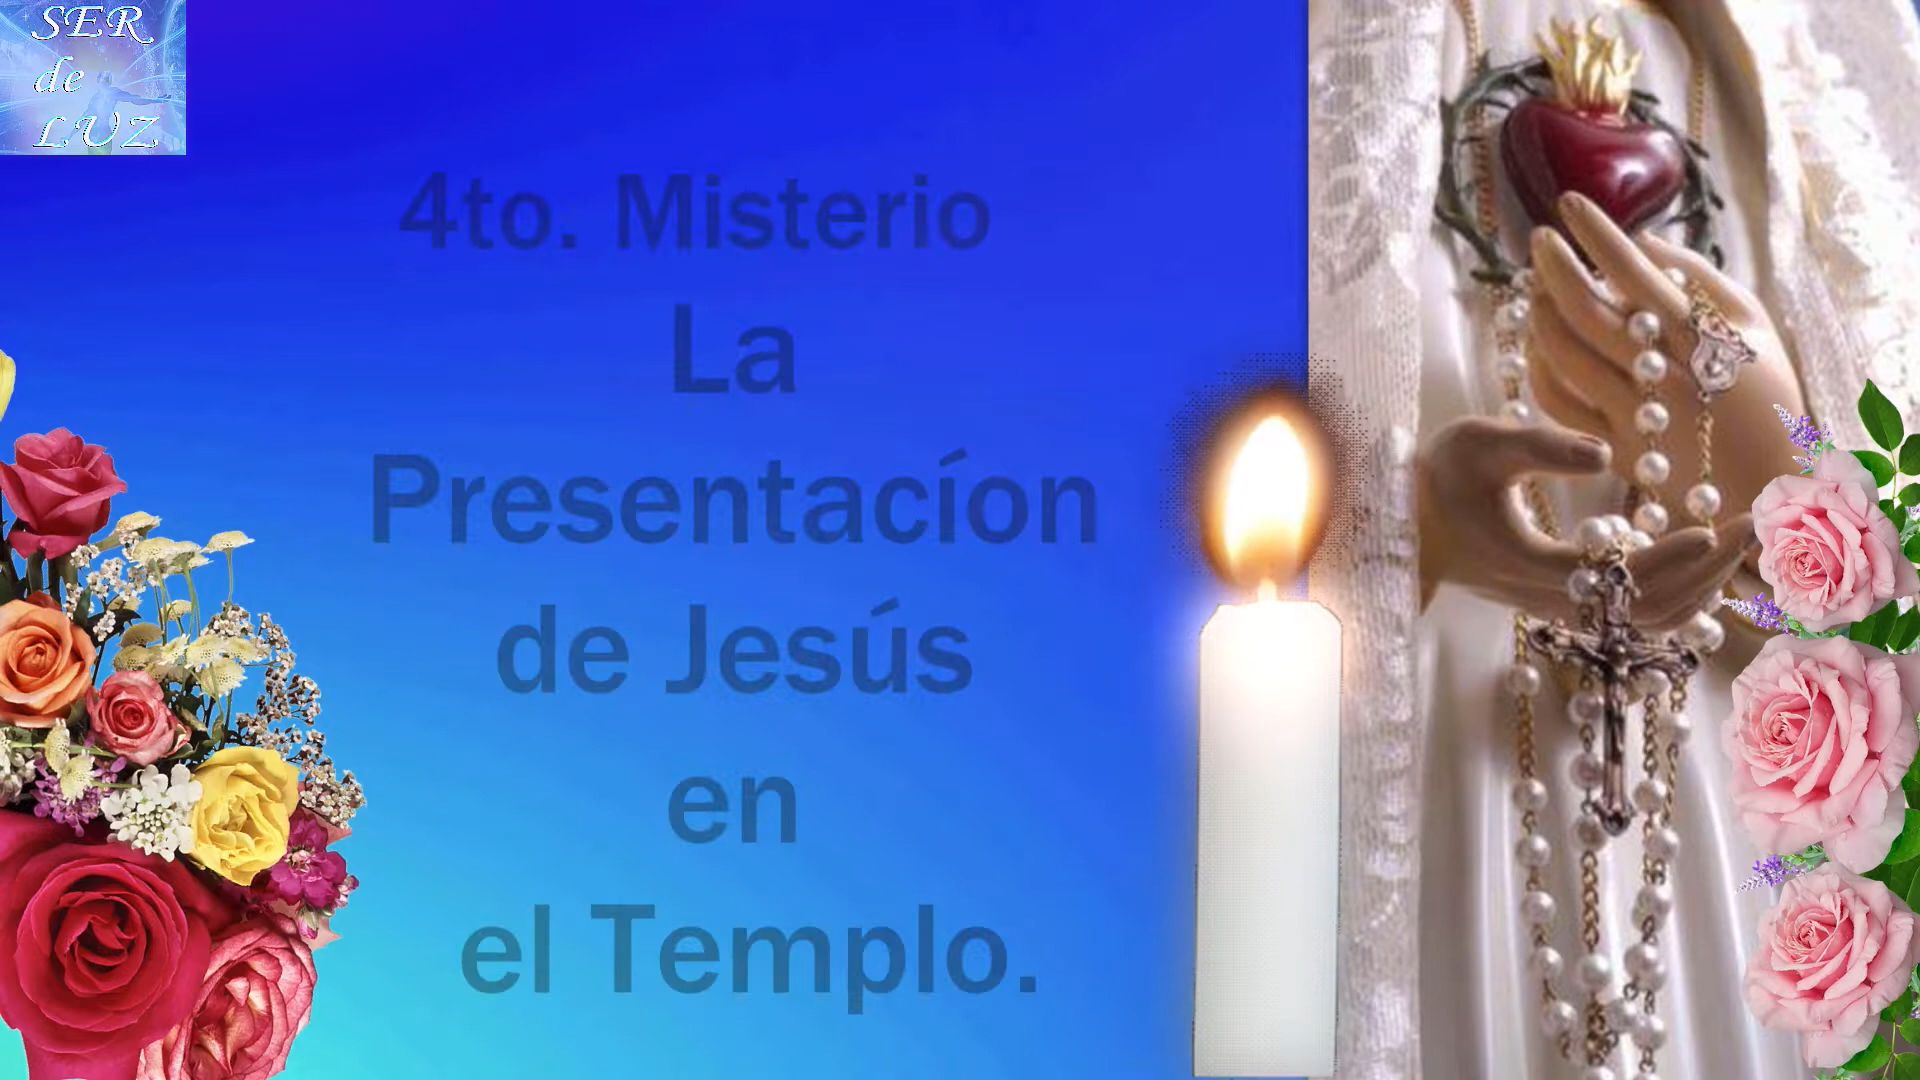 SER
de
LUZ
4to. Misterio
La
Presentacíon
de Jesús
en
el Templo.